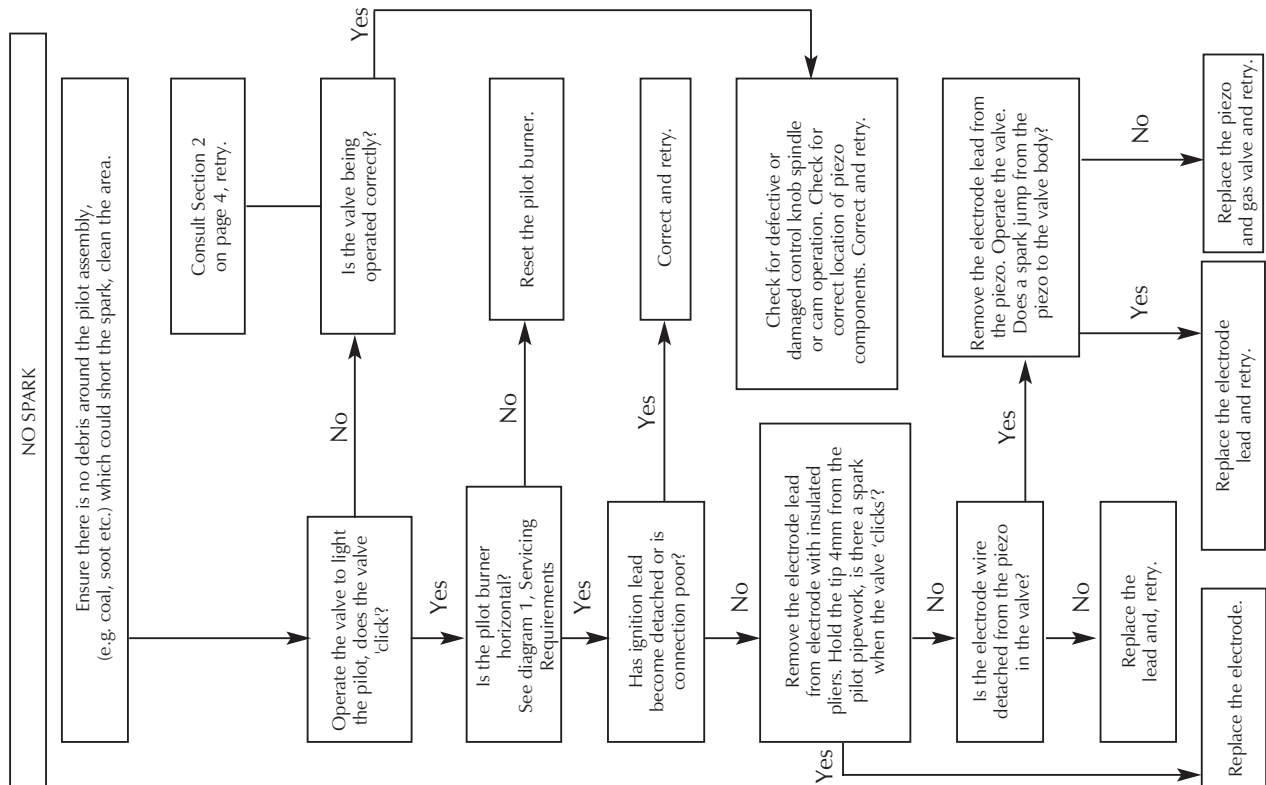 NO SPARK
Ensure there is no debris around the pilot assembly,
(e.g. coal, soot etc.) which could short the spark, clean the area.
Operate the valve to light
the pilot, does the valve
'click'?
No
Is the valve being
operated correctly?
Consult Section 2
on page 4, retry.
Yes
Yes
Is the pilot burner
horizontal?
See diagram 1, Servicing
Requirements
No
Reset the pilot burner.
Yes
Has ignition lead
become detached or is
connection poor?
Yes
Correct and retry.
No
Remove the electrode lead
from electrode with insulated
pliers. Hold the tip 4mm from the
pilot pipework, is there a spark
when the valve ‘clicks’?
Check for defective or
damaged control knob spindle
or cam operation. Check for
correct location of piezo
components. Correct and retry.
Yes
No
Is the electrode wire
detached from the piezo
in the valve?
Yes
Remove the electrode lead from
the piezo. Operate the valve.
Does a spark jump from the
piezo to the valve body?
No
Replace the
lead and, retry.
Yes
No
Replace the electrode.
Replace the electrode
lead and retry.
Replace the piezo
and gas valve and retry.